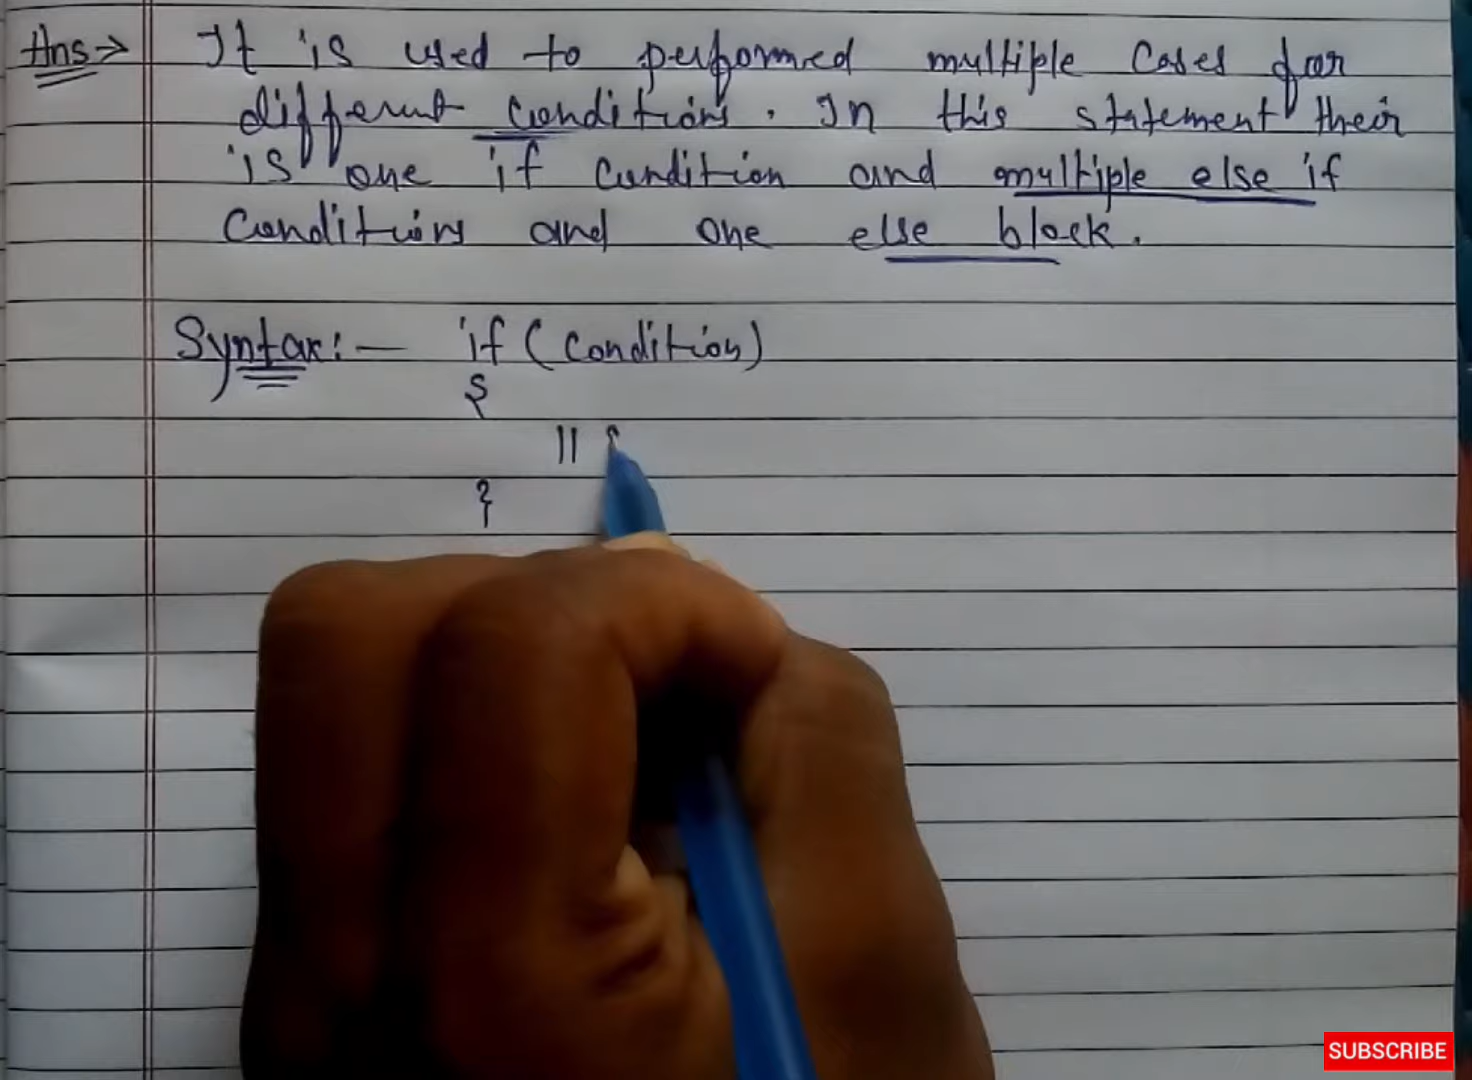 Ans→ It is used to performed multiple cases for
different conditions. In this statement their
is one if condition and multiple else if
conditions and one else block.
Syntax:— if (condition)
{
//
}
SUBSCRIBE